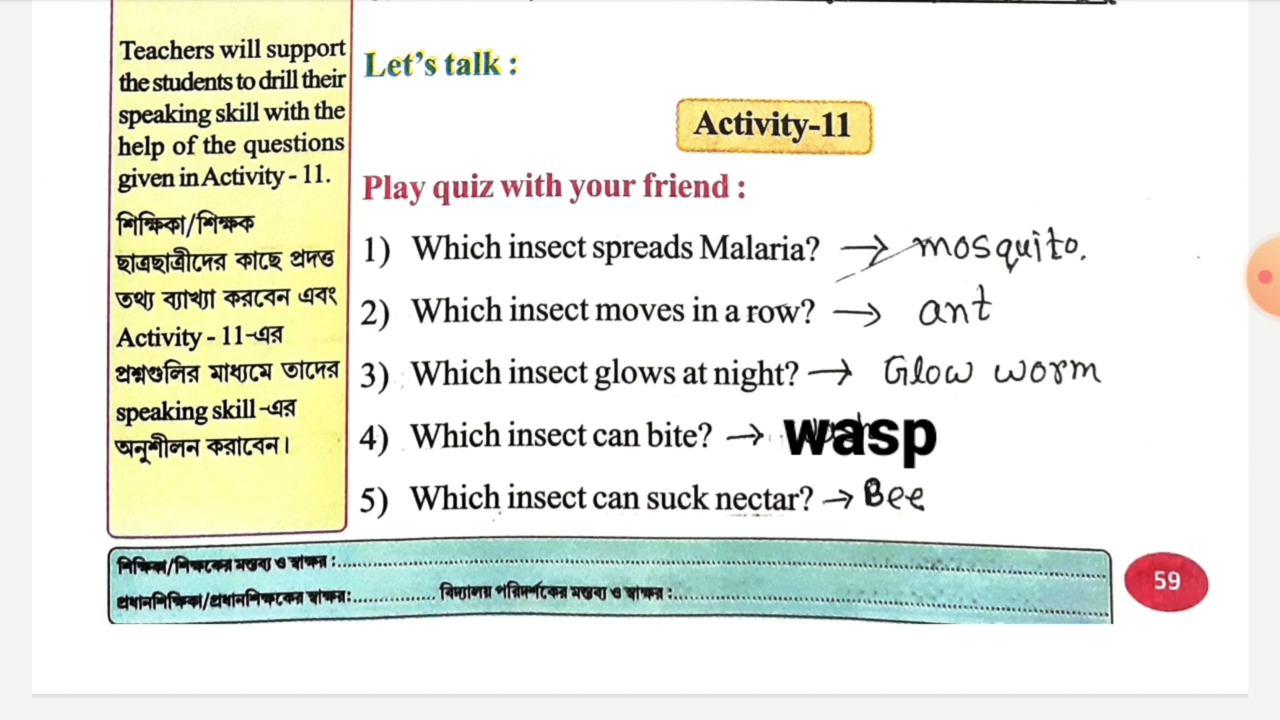 Teachers will support
the students to drill their
speaking skill with the
help of the questions
given in Activity - 11.
শিক্ষিকা/শিক্ষক
ছাত্রছাত্রীদের কাছে প্রদত্ত
তথ্য ব্যাখ্যা করবেন এবং
Activity - 11-এর
প্রশ্নগুলির মাধ্যমে তাদের
speaking skill-এর
অনুশীলন করাবেন।
Let's talk :
Activity-11
Play quiz with your friend :
1) Which insect spreads Malaria? → mosquito.
2) Which insect moves in a row? → ant
3) Which insect glows at night? → Glow worm
4) Which insect can bite? → wasp
5) Which insect can suck nectar? → Bee
শিক্ষিকা/শিক্ষকের মন্তব্য ও স্বাক্ষর :
প্রধানশিক্ষিকা/প্রধানশিক্ষকের স্বাক্ষর: বিদ্যালয় পরিদর্শকের মন্তব্য ও স্বাক্ষর :
59